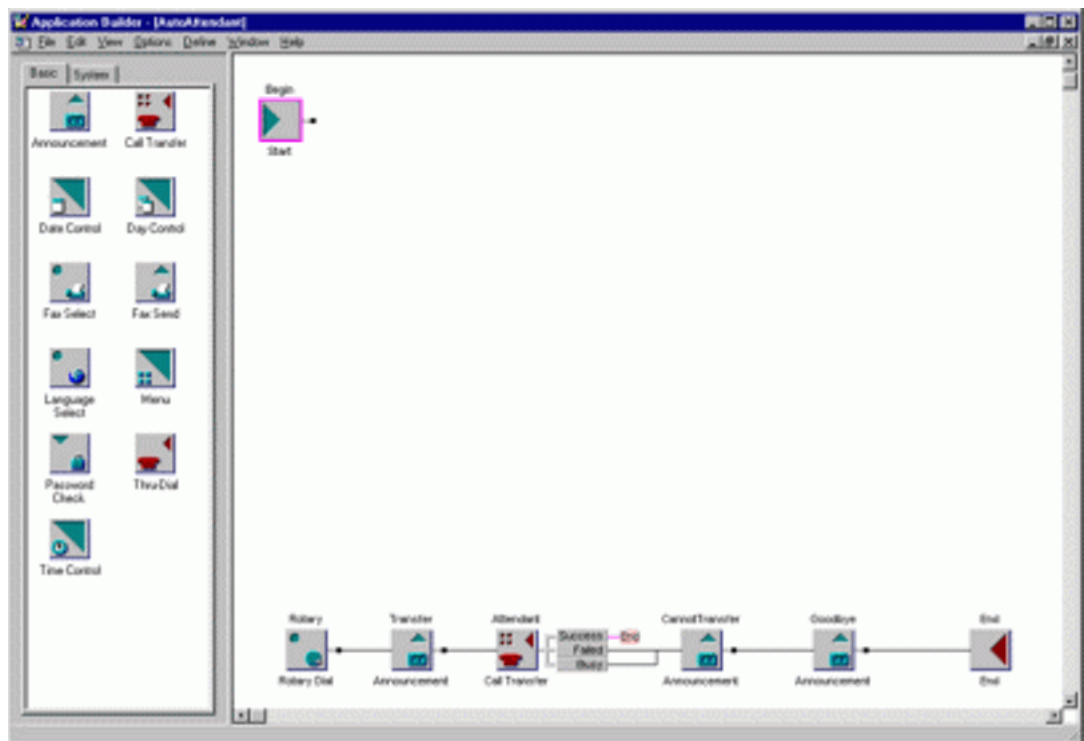 Application Builder - [AutoAttendant]
File Edit View Options Define Window Help
Basic System
Announcement Call Transfer
Date Control Day Control
Fax Select Fax Send
Language Select Menu
Password Check Thru-Dial
Time Control
Begin
Start
Rotary Transfer Attendant CannotTransfer Goodbye End
Success End
Failed
Busy
Rotary Dial Announcement Call Transfer Announcement Announcement End